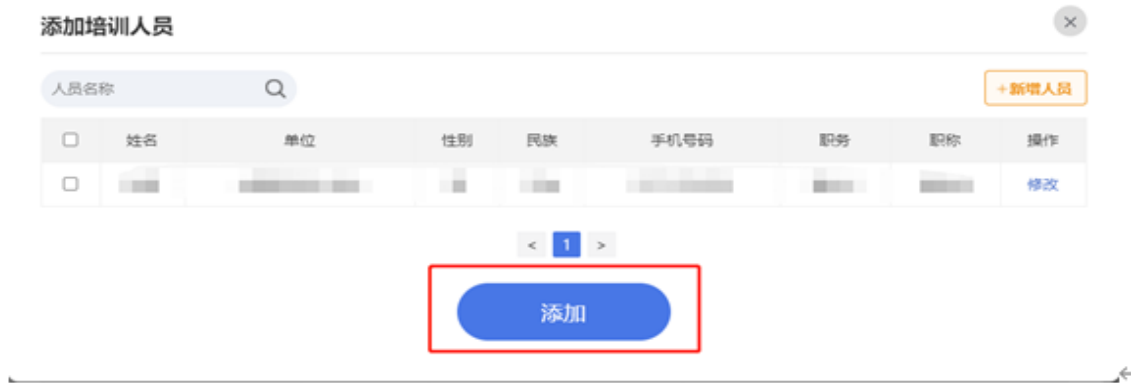 添加培训人员
人员名称
+新增人员
姓名 单位 性别 民族 手机号码 职务 职称 操作
修改
< 1 >
添加